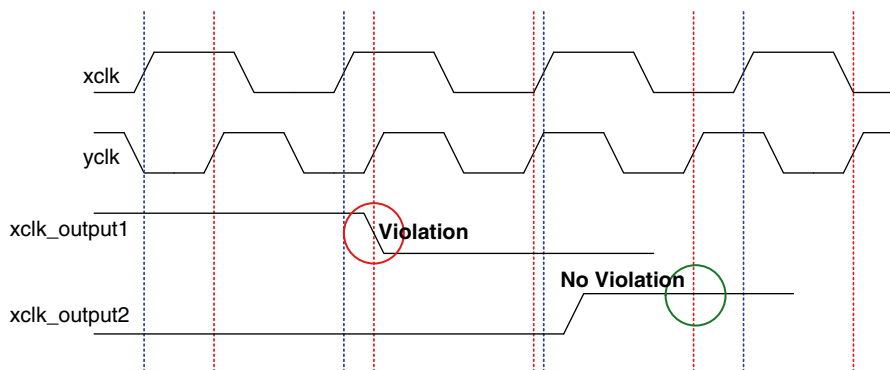 xclk
yclk
xclk_output1
Violation
No Violation
xclk_output2